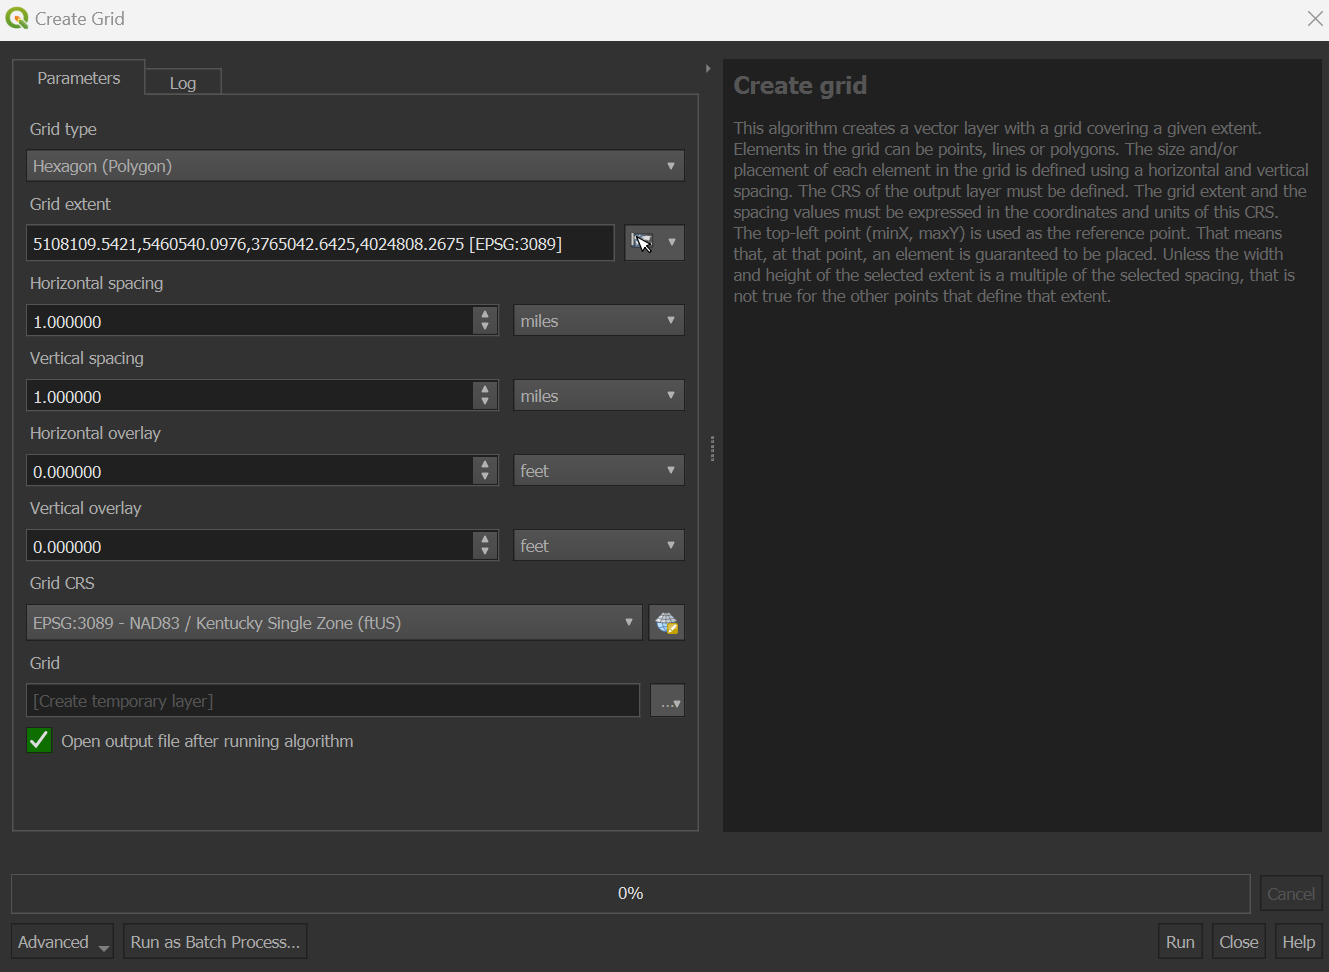 Create Grid
Parameters
Log
Grid type
Hexagon (Polygon)
Grid extent
5108109.5421,5460540.0976,3765042.6425,4024808.2675 [EPSG:3089]
Horizontal spacing
1.000000
miles
Vertical spacing
1.000000
miles
Horizontal overlay
0.000000
feet
Vertical overlay
0.000000
feet
Grid CRS
EPSG:3089 - NAD83 / Kentucky Single Zone (ftUS)
Grid
[Create temporary layer]
...
Open output file after running algorithm
Create grid
This algorithm creates a vector layer with a grid covering a given extent.
Elements in the grid can be points, lines or polygons. The size and/or
placement of each element in the grid is defined using a horizontal and vertical
spacing. The CRS of the output layer must be defined. The grid extent and the
spacing values must be expressed in the coordinates and units of this CRS.
The top-left point (minX, maxY) is used as the reference point. That means
that, at that point, an element is guaranteed to be placed. Unless the width
and height of the selected extent is a multiple of the selected spacing, that is
not true for the other points that define that extent.
0%
Cancel
Advanced
Run as Batch Process...
Run
Close
Help